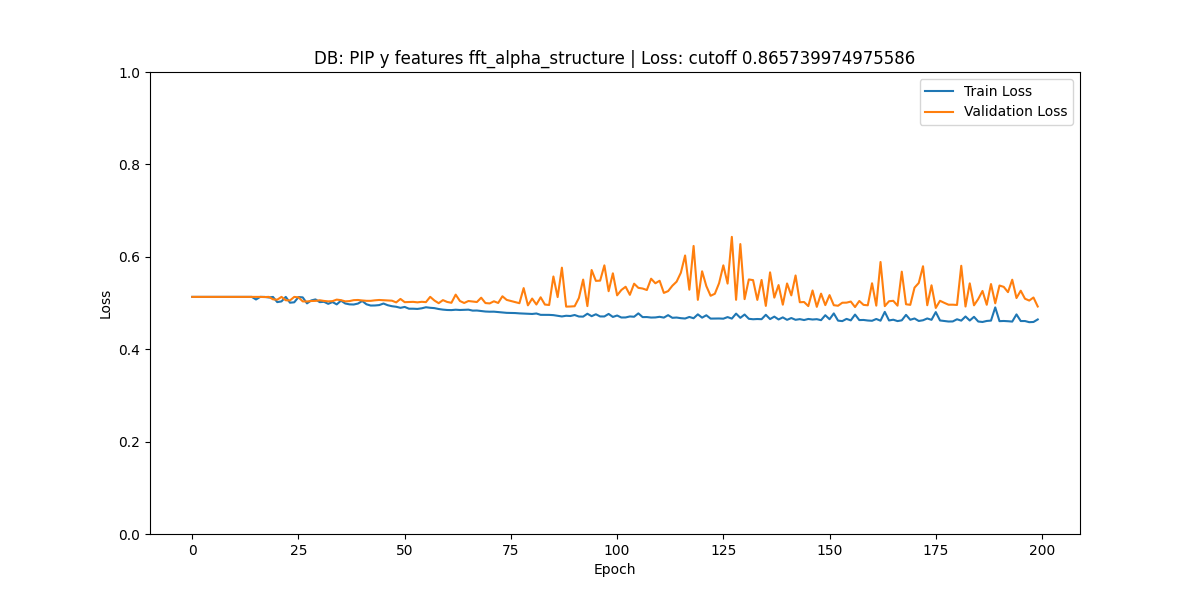 DB: PIP y features fft_alpha_structure | Loss: cutoff 0.865739974975586
Train Loss
Validation Loss
Loss
1.0
0.8
0.6
0.4
0.2
0.0
0 25 50 75 100 125 150 175 200
Epoch